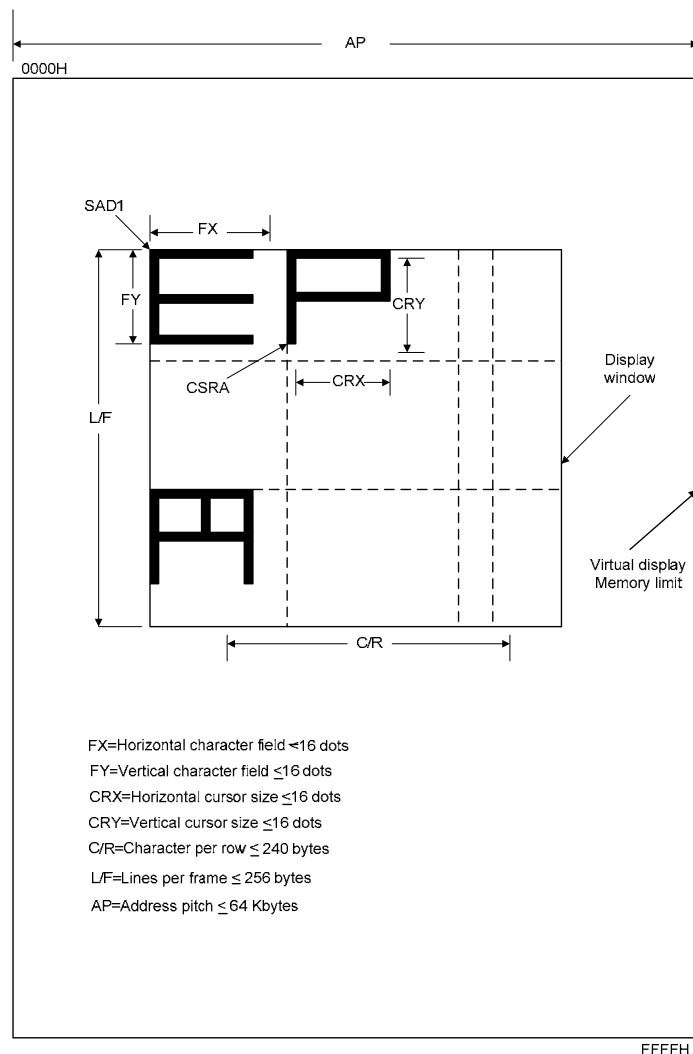 AP
0000H
SAD1
FX
FY
CRY
CSRA
CRX
Display
window
L/F
Virtual display
Memory limit
C/R
FX=Horizontal character field ≤16 dots
FY=Vertical character field ≤16 dots
CRX=Horizontal cursor size ≤16 dots
CRY=Vertical cursor size ≤16 dots
C/R=Character per row ≤ 240 bytes
L/F=Lines per frame ≤ 256 bytes
AP=Address pitch ≤ 64 Kbytes
FFFFH